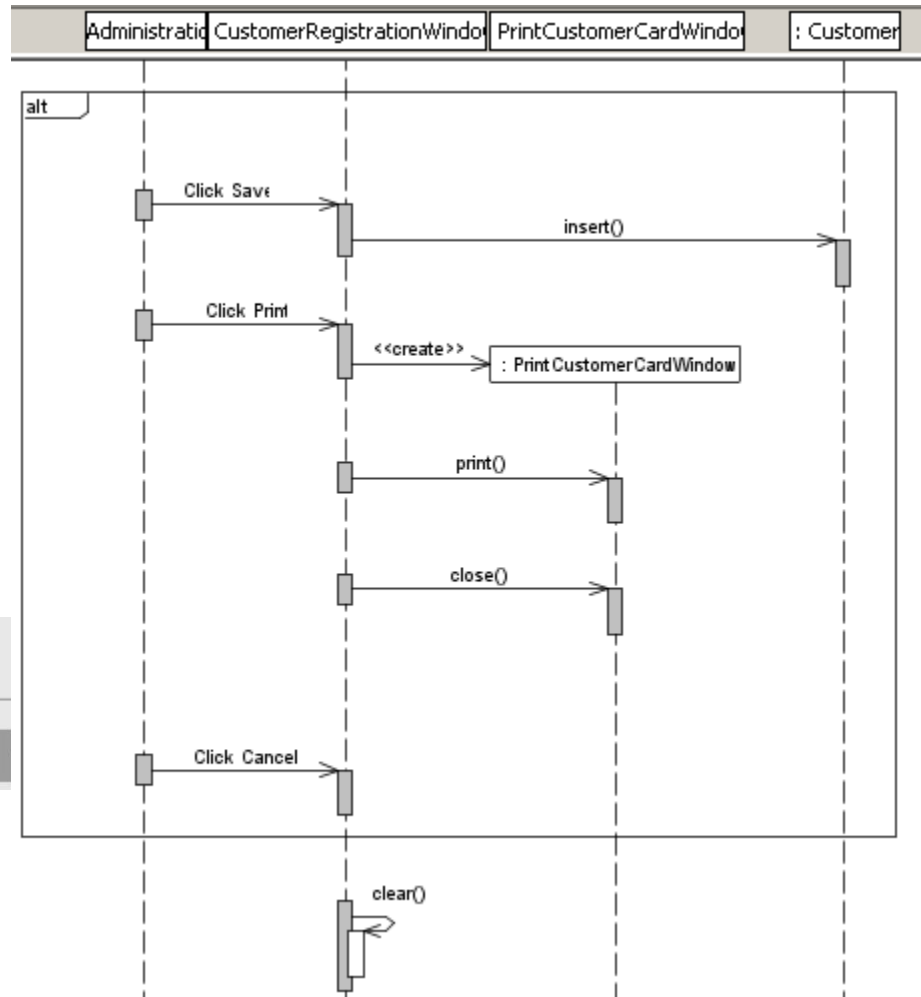 Administratio
CustomerRegistrationWindo
PrintCustomerCardWindo
: Customer
alt
Click Save
insert()
Click Print
<<create>>
: PrintCustomerCardWindow
print()
close()
Click Cancel
clear()